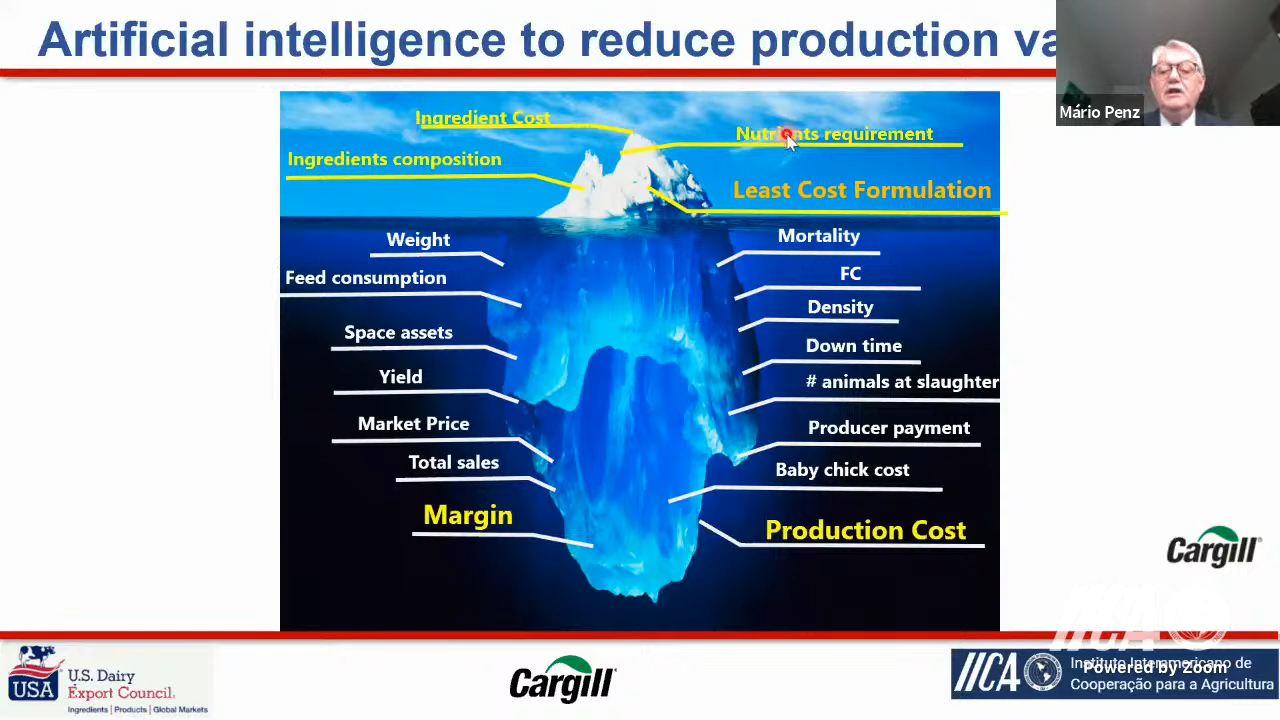 Artificial intelligence to reduce production va
Mário Penz
Ingredient Cost
Nutrients requirement
Ingredients composition
Least Cost Formulation
Weight
Mortality
Feed consumption
FC
Density
Space assets
Down time
Yield
# animals at slaughter
Market Price
Producer payment
Total sales
Baby chick cost
Margin
Production Cost
Cargill
IICA
USA
U.S. Dairy
Export Council
Ingredients | Products | Global Markets
Cargill
IICA
Instituto Interamericano de
Cooperação para a Agricultura
Powered by Zoom